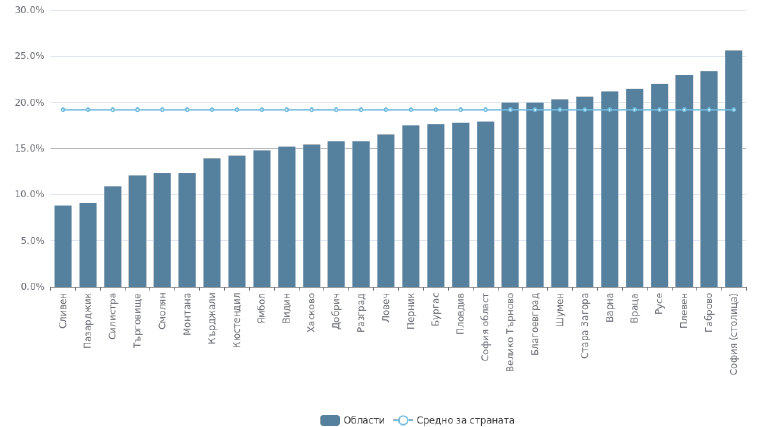 30.0%
25.0%
20.0%
15.0%
10.0%
5.0%
0.0%
Сливен
Пазарджик
Силистра
Търговище
Смолян
Монтана
Кърджали
Кюстендил
Ямбол
Видин
Хасково
Добрич
Разград
Ловеч
Перник
Бургас
Пловдив
София област
Велико Търново
Благоевград
Шумен
Стара Загора
Варна
Враца
Русе
Плевен
Габрово
София (столица)
Области
Средно за страната